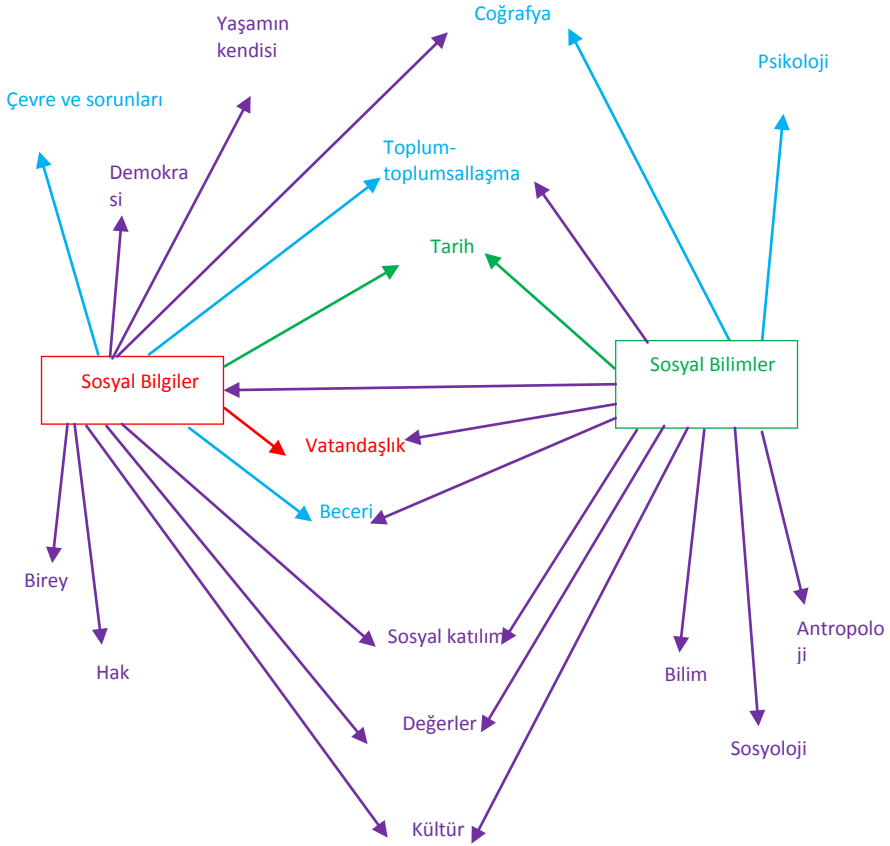 Coğrafya
Yaşamın
kendisi
Psikoloji
Çevre ve sorunları
Toplum-
toplumsallaşma
Demokra
si
Tarih
Sosyal Bilimler
Sosyal Bilgiler
Vatandaşlık
Beceri
Birey
Sosyal katılım
Antropolo
ji
Hak
Bilim
Değerler
Sosyoloji
Kültür